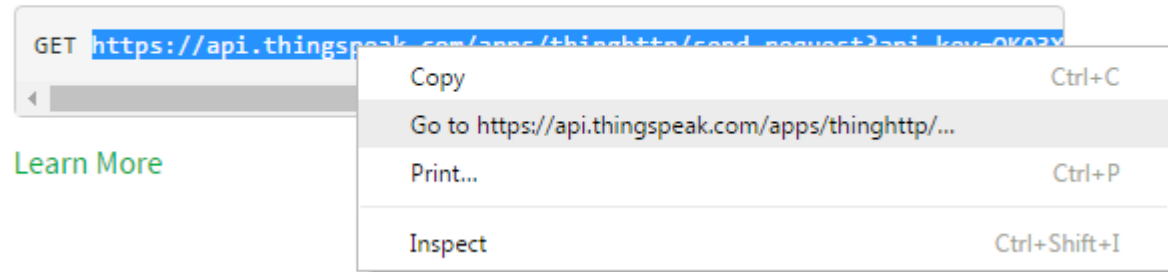 GET https://api.thingspeak.com/apps/thinghttp/send_request?api_key=
Copy Ctrl+C
Go to https://api.thingspeak.com/apps/thinghttp/...
Learn More
Print... Ctrl+P
Inspect Ctrl+Shift+I